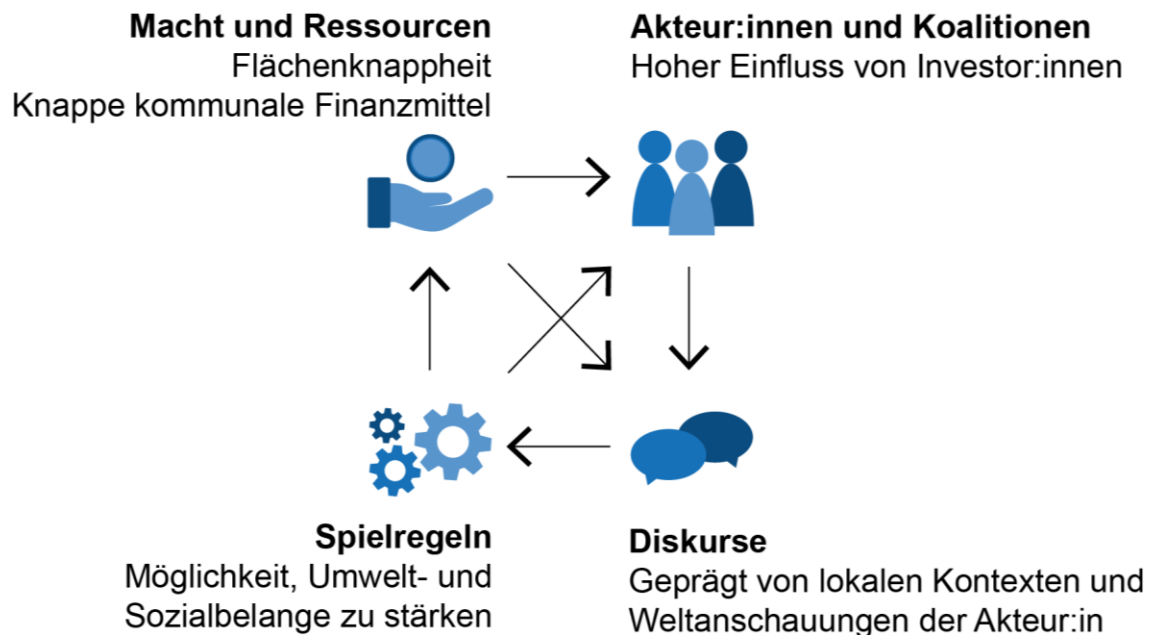 Macht und Ressourcen
Flächenknappheit
Knappe kommunale Finanzmittel
Akteur:innen und Koalitionen
Hoher Einfluss von Investor:innen
Spielregeln
Möglichkeit, Umwelt- und
Sozialbelange zu stärken
Diskurse
Geprägt von lokalen Kontexten und
Weltanschauungen der Akteur:in